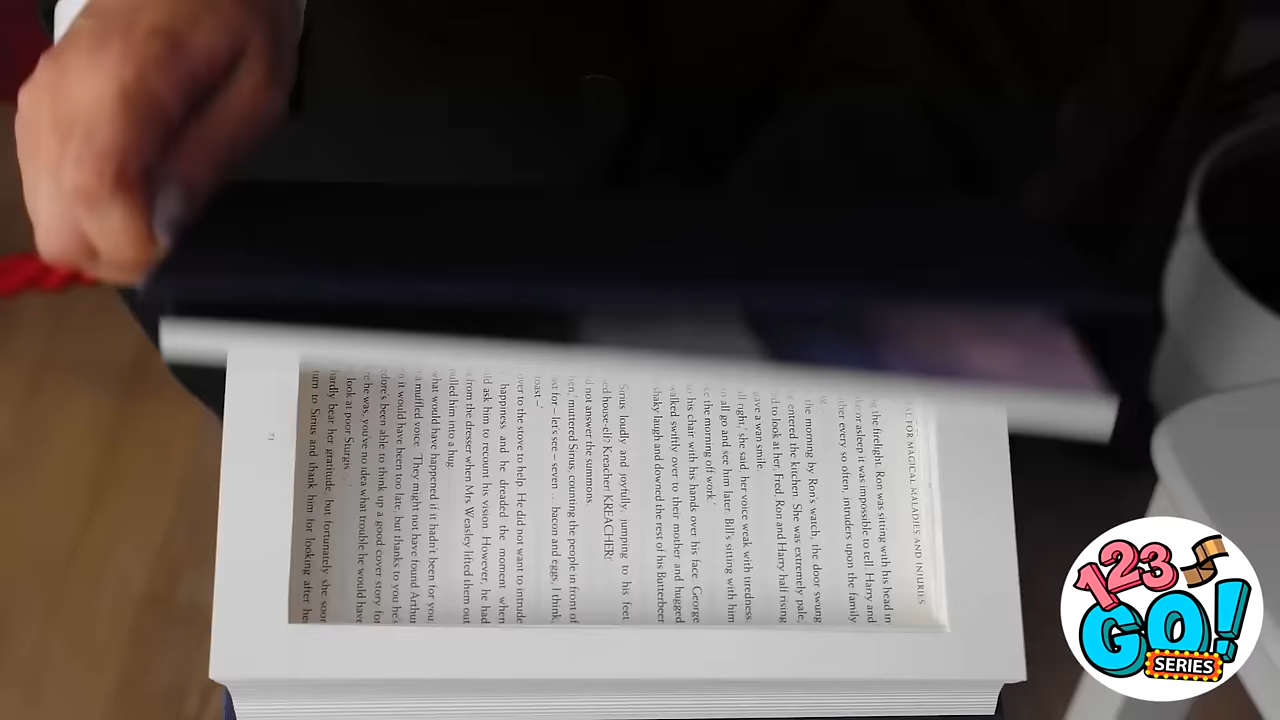 FOR MAGICAL MALADIES AND INJURIES
the firelight. Ron was sitting with his head in
or asleep it was impossible to tell. Harry and
every so often, intruders upon the family
the morning by Ron's watch, the door swung
entered the kitchen. She was extremely pale,
to look at her, Fred, Ron and Harry half rising
gave a wan smile.
right,' she said, her voice weak with tiredness.
all go and see him later. Bill's sitting with him
the morning off work.'
his chair with his hands over his face. George
walked swiftly over to their mother and hugged
shaky laugh and downed the rest of his Butterbeer
Sirius loudly and joyfully, jumping to his feet
house-elf? Kreacher! KREACHER!'
not answer the summons.
muttered Sirius, counting the people in front of
for – let's see – seven ... bacon and eggs, I think,
toast –'
over to the stove to help. He did not want to intrude
happiness and he dreaded the moment when
ask him to recount his vision. However, he had
from the dresser when Mrs Weasley lifted them out
pulled him into a hug.
what would have happened if it hadn't been for you,
a muffled voice. 'They might not have found Arthur
it would have been too late, but thanks to you he's
been able to think up a good cover story for
he was, you've no idea what trouble he would have
look at poor Sturgis ...'
hardly bear her gratitude, but fortunately she soon
to Sirius and thank him for looking after her
71
123
GO!
SERIES